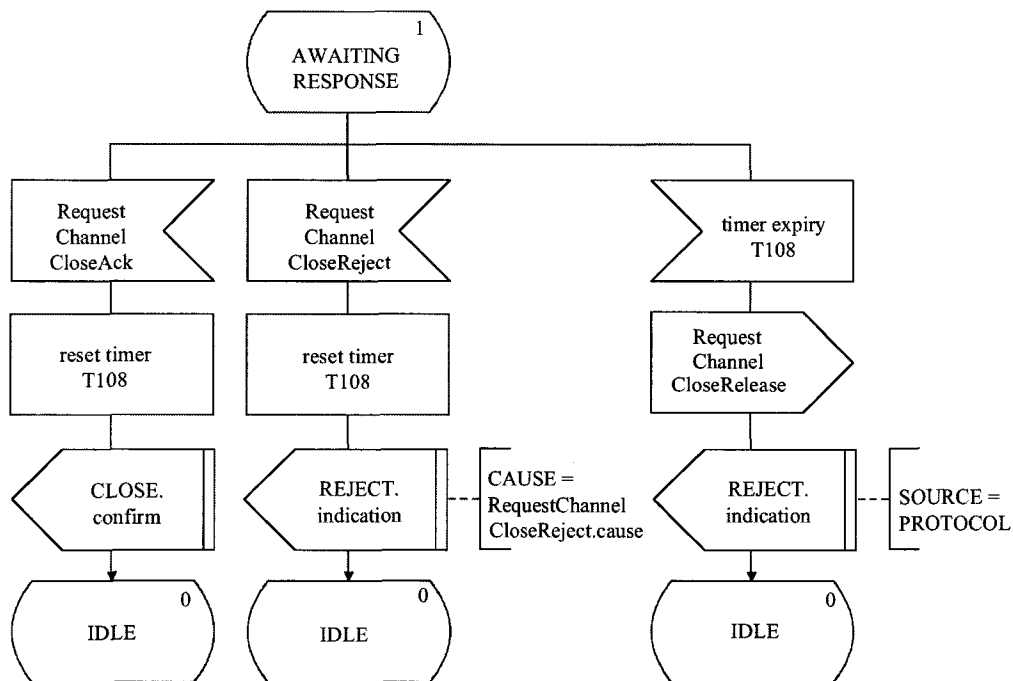 1
AWAITING
RESPONSE
Request
Channel
CloseAck
Request
Channel
CloseReject
timer expiry
T108
reset timer
T108
reset timer
T108
Request
Channel
CloseRelease
CLOSE.
confirm
REJECT.
indication
CAUSE =
RequestChannel
CloseReject.cause
REJECT.
indication
SOURCE =
PROTOCOL
0
IDLE
0
IDLE
0
IDLE